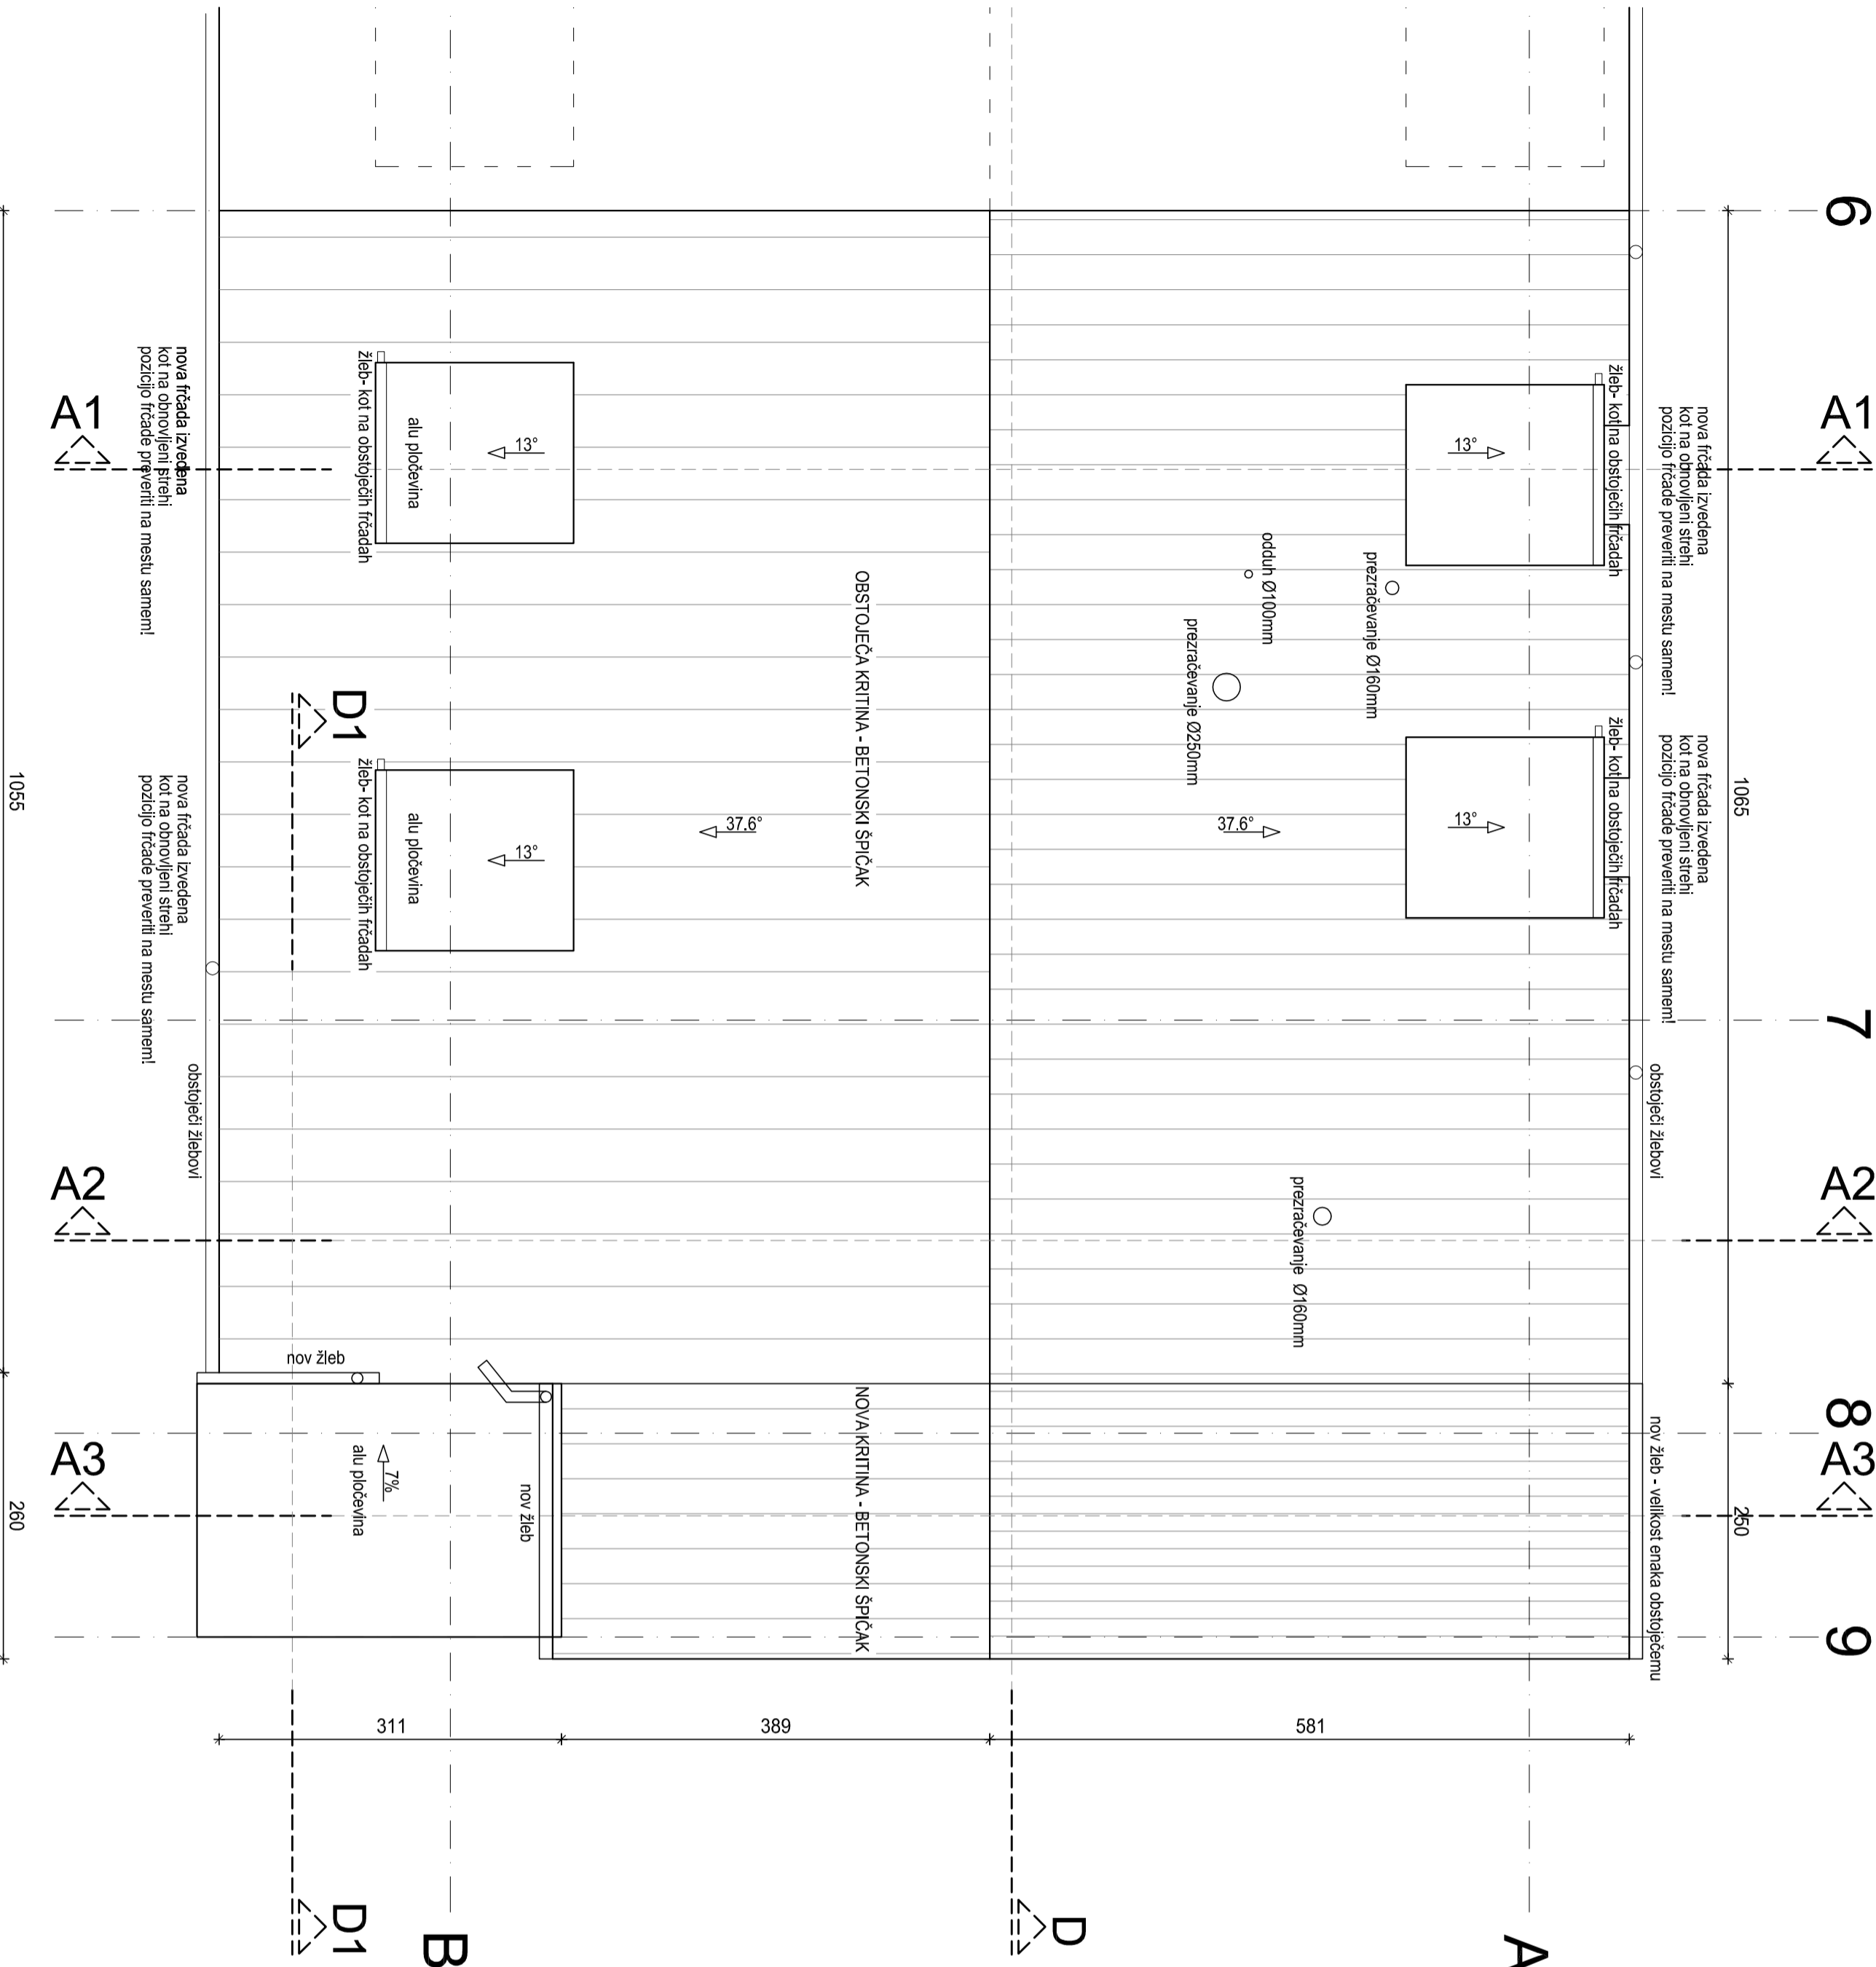 6
A1
A1
nova frčada izvedena
kot na obnovljeni strehi
pozicijo frčade preveriti na mestu samem!
žleb- kot na obstoječih frčadah
alu pločevina
13°
13°
žleb- kot na obstoječih frčadah
nova frčada izvedena
kot na obnovljeni strehi
pozicijo frčade preveriti na mestu samem!
odduh Ø100mm
prezračevanje Ø160mm
prezračevanje Ø250mm
OBSTOJEČA KRITINA - BETONSKI ŠPIČAK
D1
1055
1065
nova frčada izvedena
kot na obnovljeni strehi
pozicijo frčade preveriti na mestu samem!
žleb- kot na obstoječih frčadah
alu pločevina
13°
37.6°
37.6°
13°
žleb- kot na obstoječih frčadah
nova frčada izvedena
kot na obnovljeni strehi
pozicijo frčade preveriti na mestu samem!
7
obstoječi žlebovi
obstoječi žlebovi
A2
A2
prezračevanje Ø160mm
nov žleb
8
A3
A3
alu pločevina
7%
nov žleb
NOVA KRITINA - BETONSKI ŠPIČAK
nov žleb - velikost enaka obstoječemu
260
250
9
311
389
581
D1
B
D
A